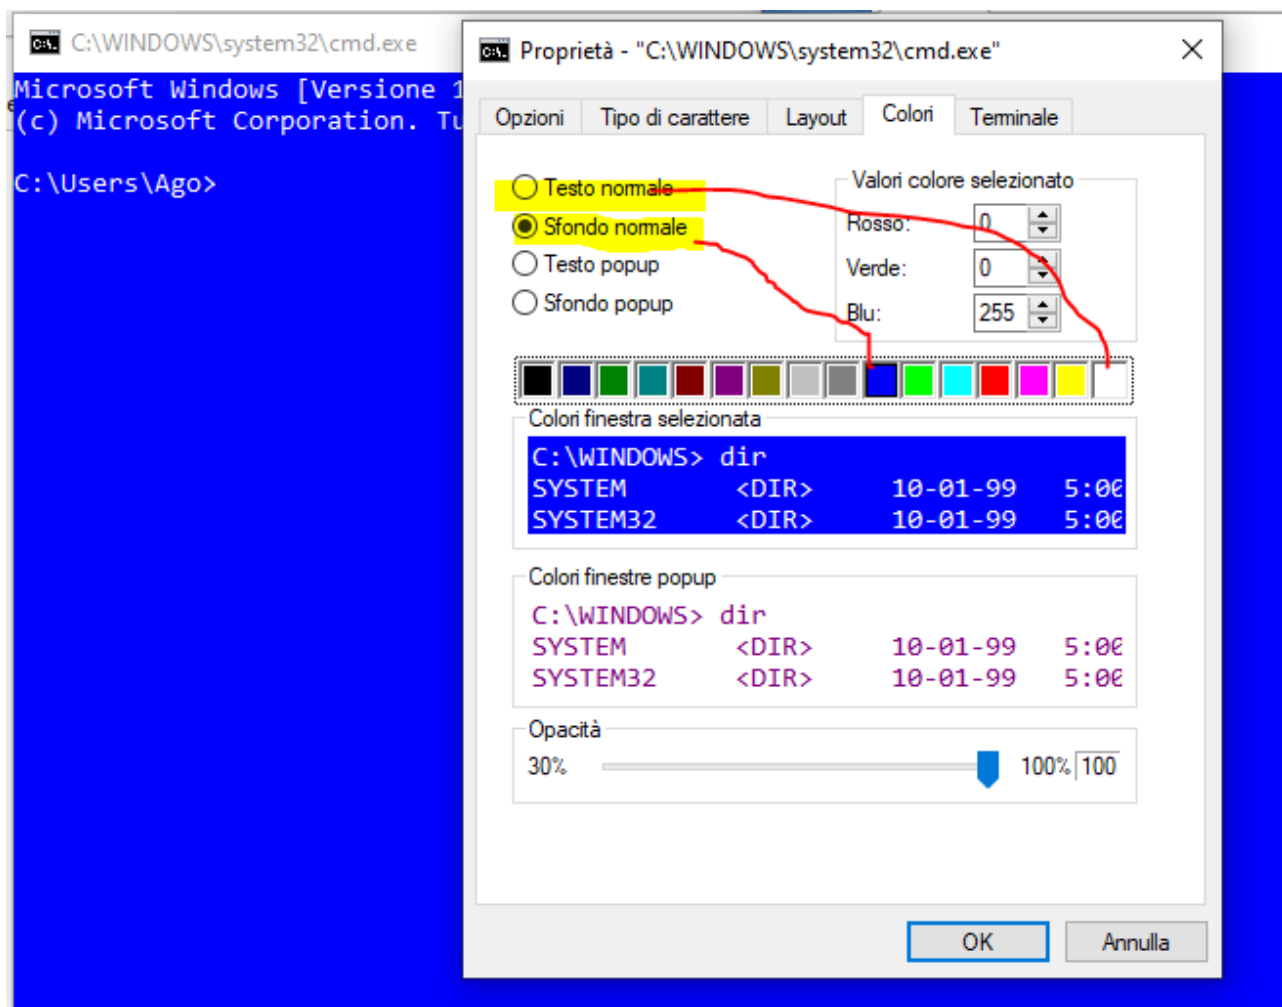 C:\WINDOWS\system32\cmd.exe
Microsoft Windows [Versione 1
(c) Microsoft Corporation. Tu
C:\Users\Ago>
Proprietà - "C:\WINDOWS\system32\cmd.exe"
Opzioni Tipo di carattere Layout Colori Terminale
Testo normale
Sfondo normale
Testo popup
Sfondo popup
Valori colore selezionato
Rosso: 0
Verde: 0
Blu: 255
Colori finestra selezionata
C:\WINDOWS> dir
SYSTEM <DIR> 10-01-99 5:00
SYSTEM32 <DIR> 10-01-99 5:00
Colori finestre popup
C:\WINDOWS> dir
SYSTEM <DIR> 10-01-99 5:00
SYSTEM32 <DIR> 10-01-99 5:00
Opacità
30% 100% 100
OK Annulla